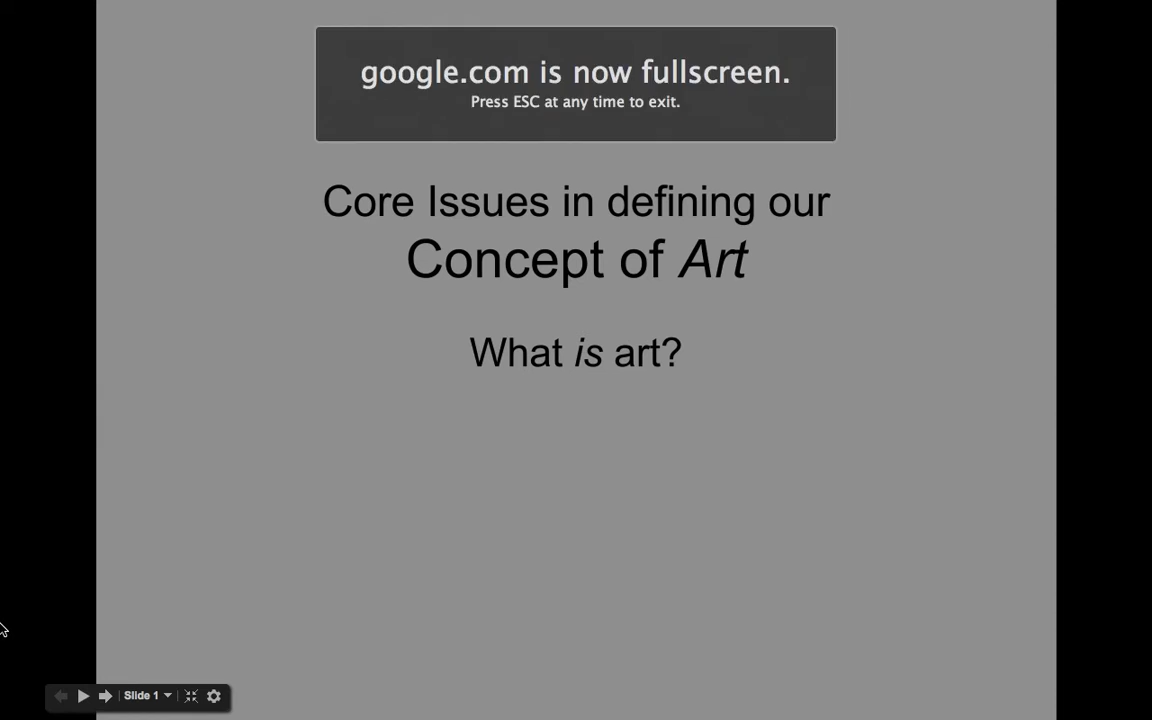 google.com is now fullscreen.
Press ESC at any time to exit.
Core Issues in defining our
Concept of Art
What is art?
Slide 1